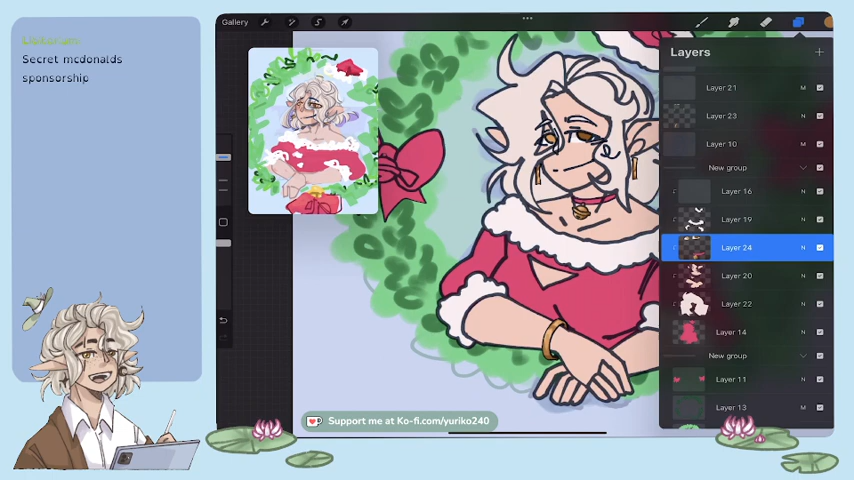 Gallery
Layers
Secret mcdonalds
sponsorship
Layer 21 M
Layer 23 N
Layer 10 M
New group
Layer 16 N
Layer 19 N
Layer 24 N
Layer 20 N
Layer 22 N
Layer 14 N
New group
Layer 11 N
Layer 13 N
Support me at Ko-fi.com/yuriko240